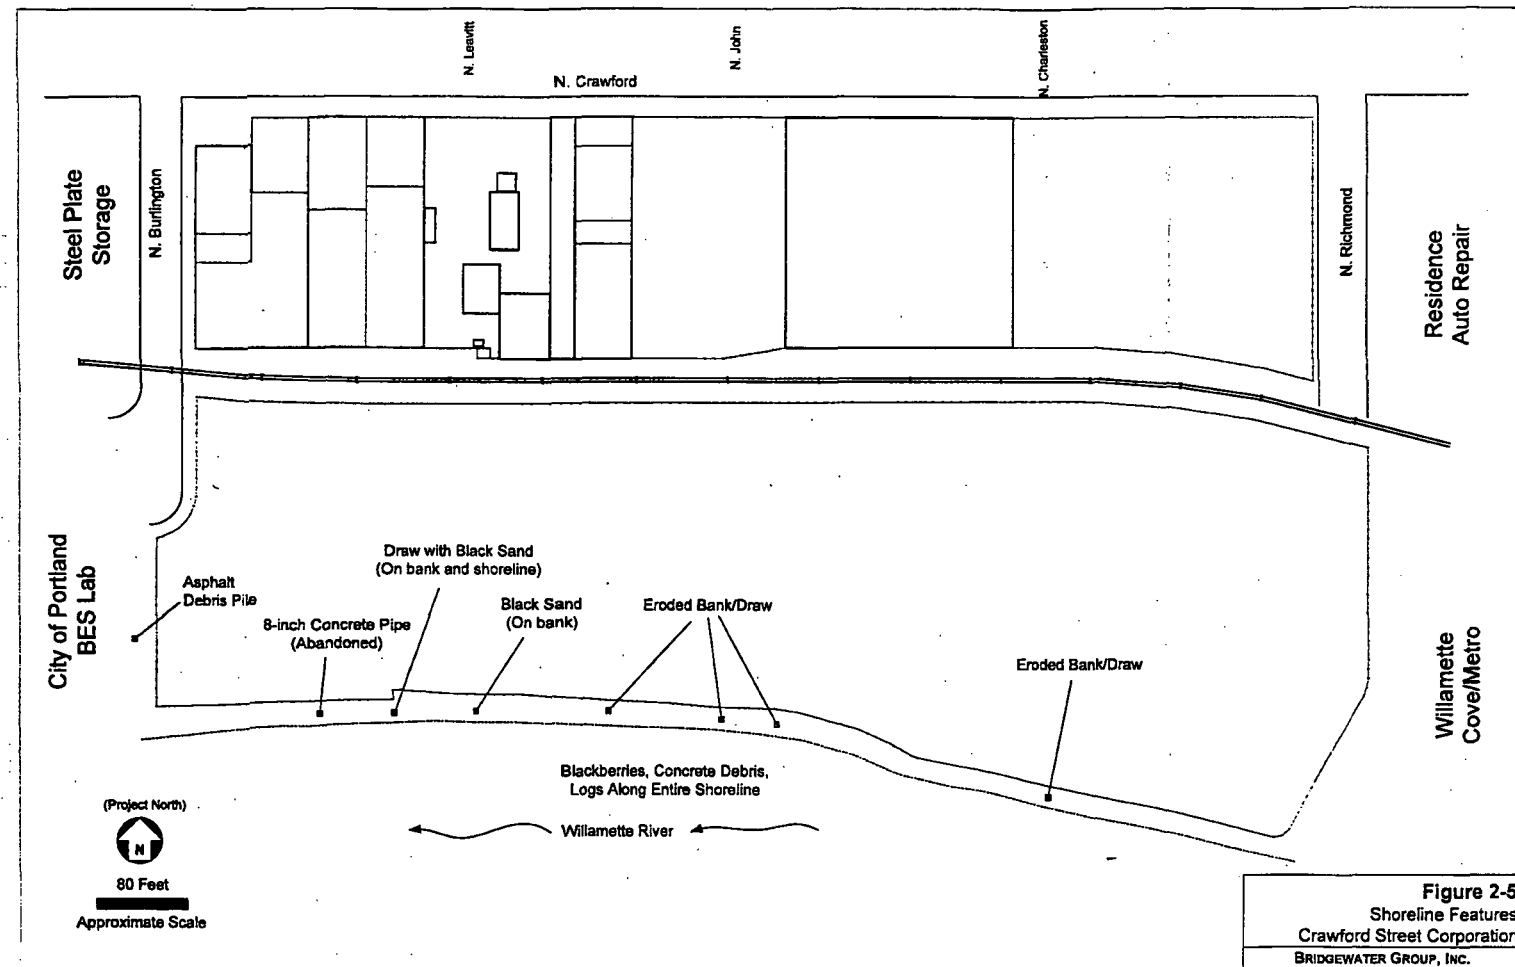 N. Leavitt
N. John
N. Charleston
N. Crawford
Steel Plate
Storage
N. Burlington
N. Richmond
Residence
Auto Repair
City of Portland
BES Lab
Asphalt
Debris Pile
8-inch Concrete Pipe
(Abandoned)
Draw with Black Sand
(On bank and shoreline)
Black Sand
(On bank)
Eroded Bank/Draw
Eroded Bank/Draw
Willamette
Cove/Metro
Blackberries, Concrete Debris,
Logs Along Entire Shoreline
Willamette River
(Project North)
N
80 Feet
Approximate Scale
Figure 2-5
Shoreline Features
Crawford Street Corporation
BRIDGEWATER GROUP, INC.